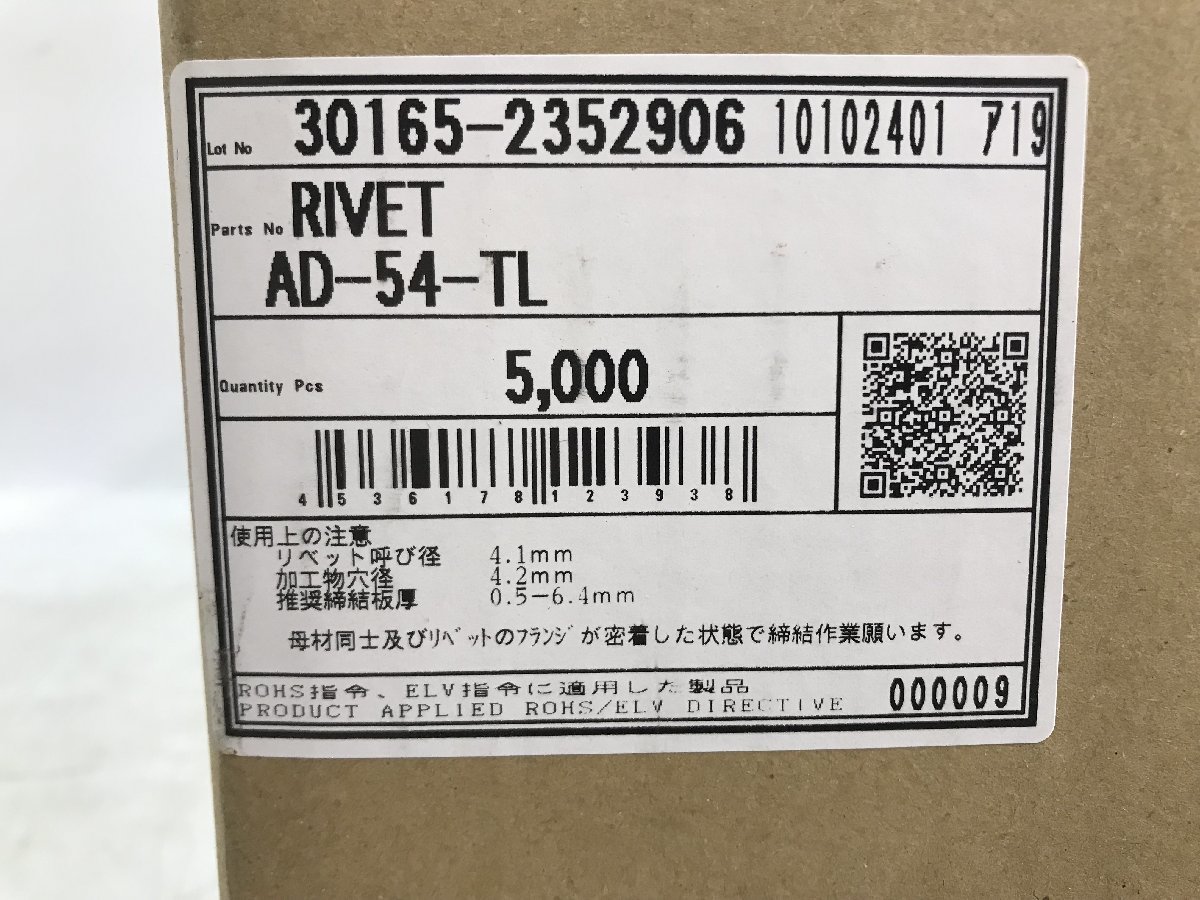 Lot No 30165-2352906 10102401 ア19
Parts No RIVET
AD-54-TL
Quantity Pcs 5,000
4 536178 123938
使用上の注意
リベット呼び径 4.1mm
加工物穴径 4.2mm
推奨締結板厚 0.5-6.4mm
母材同士及びリベットのフランジが密着した状態で締結作業願います。
ROHS指令、ELV指令に適用した製品
PRODUCT APPLIED ROHS/ELV DIRECTIVE 000009